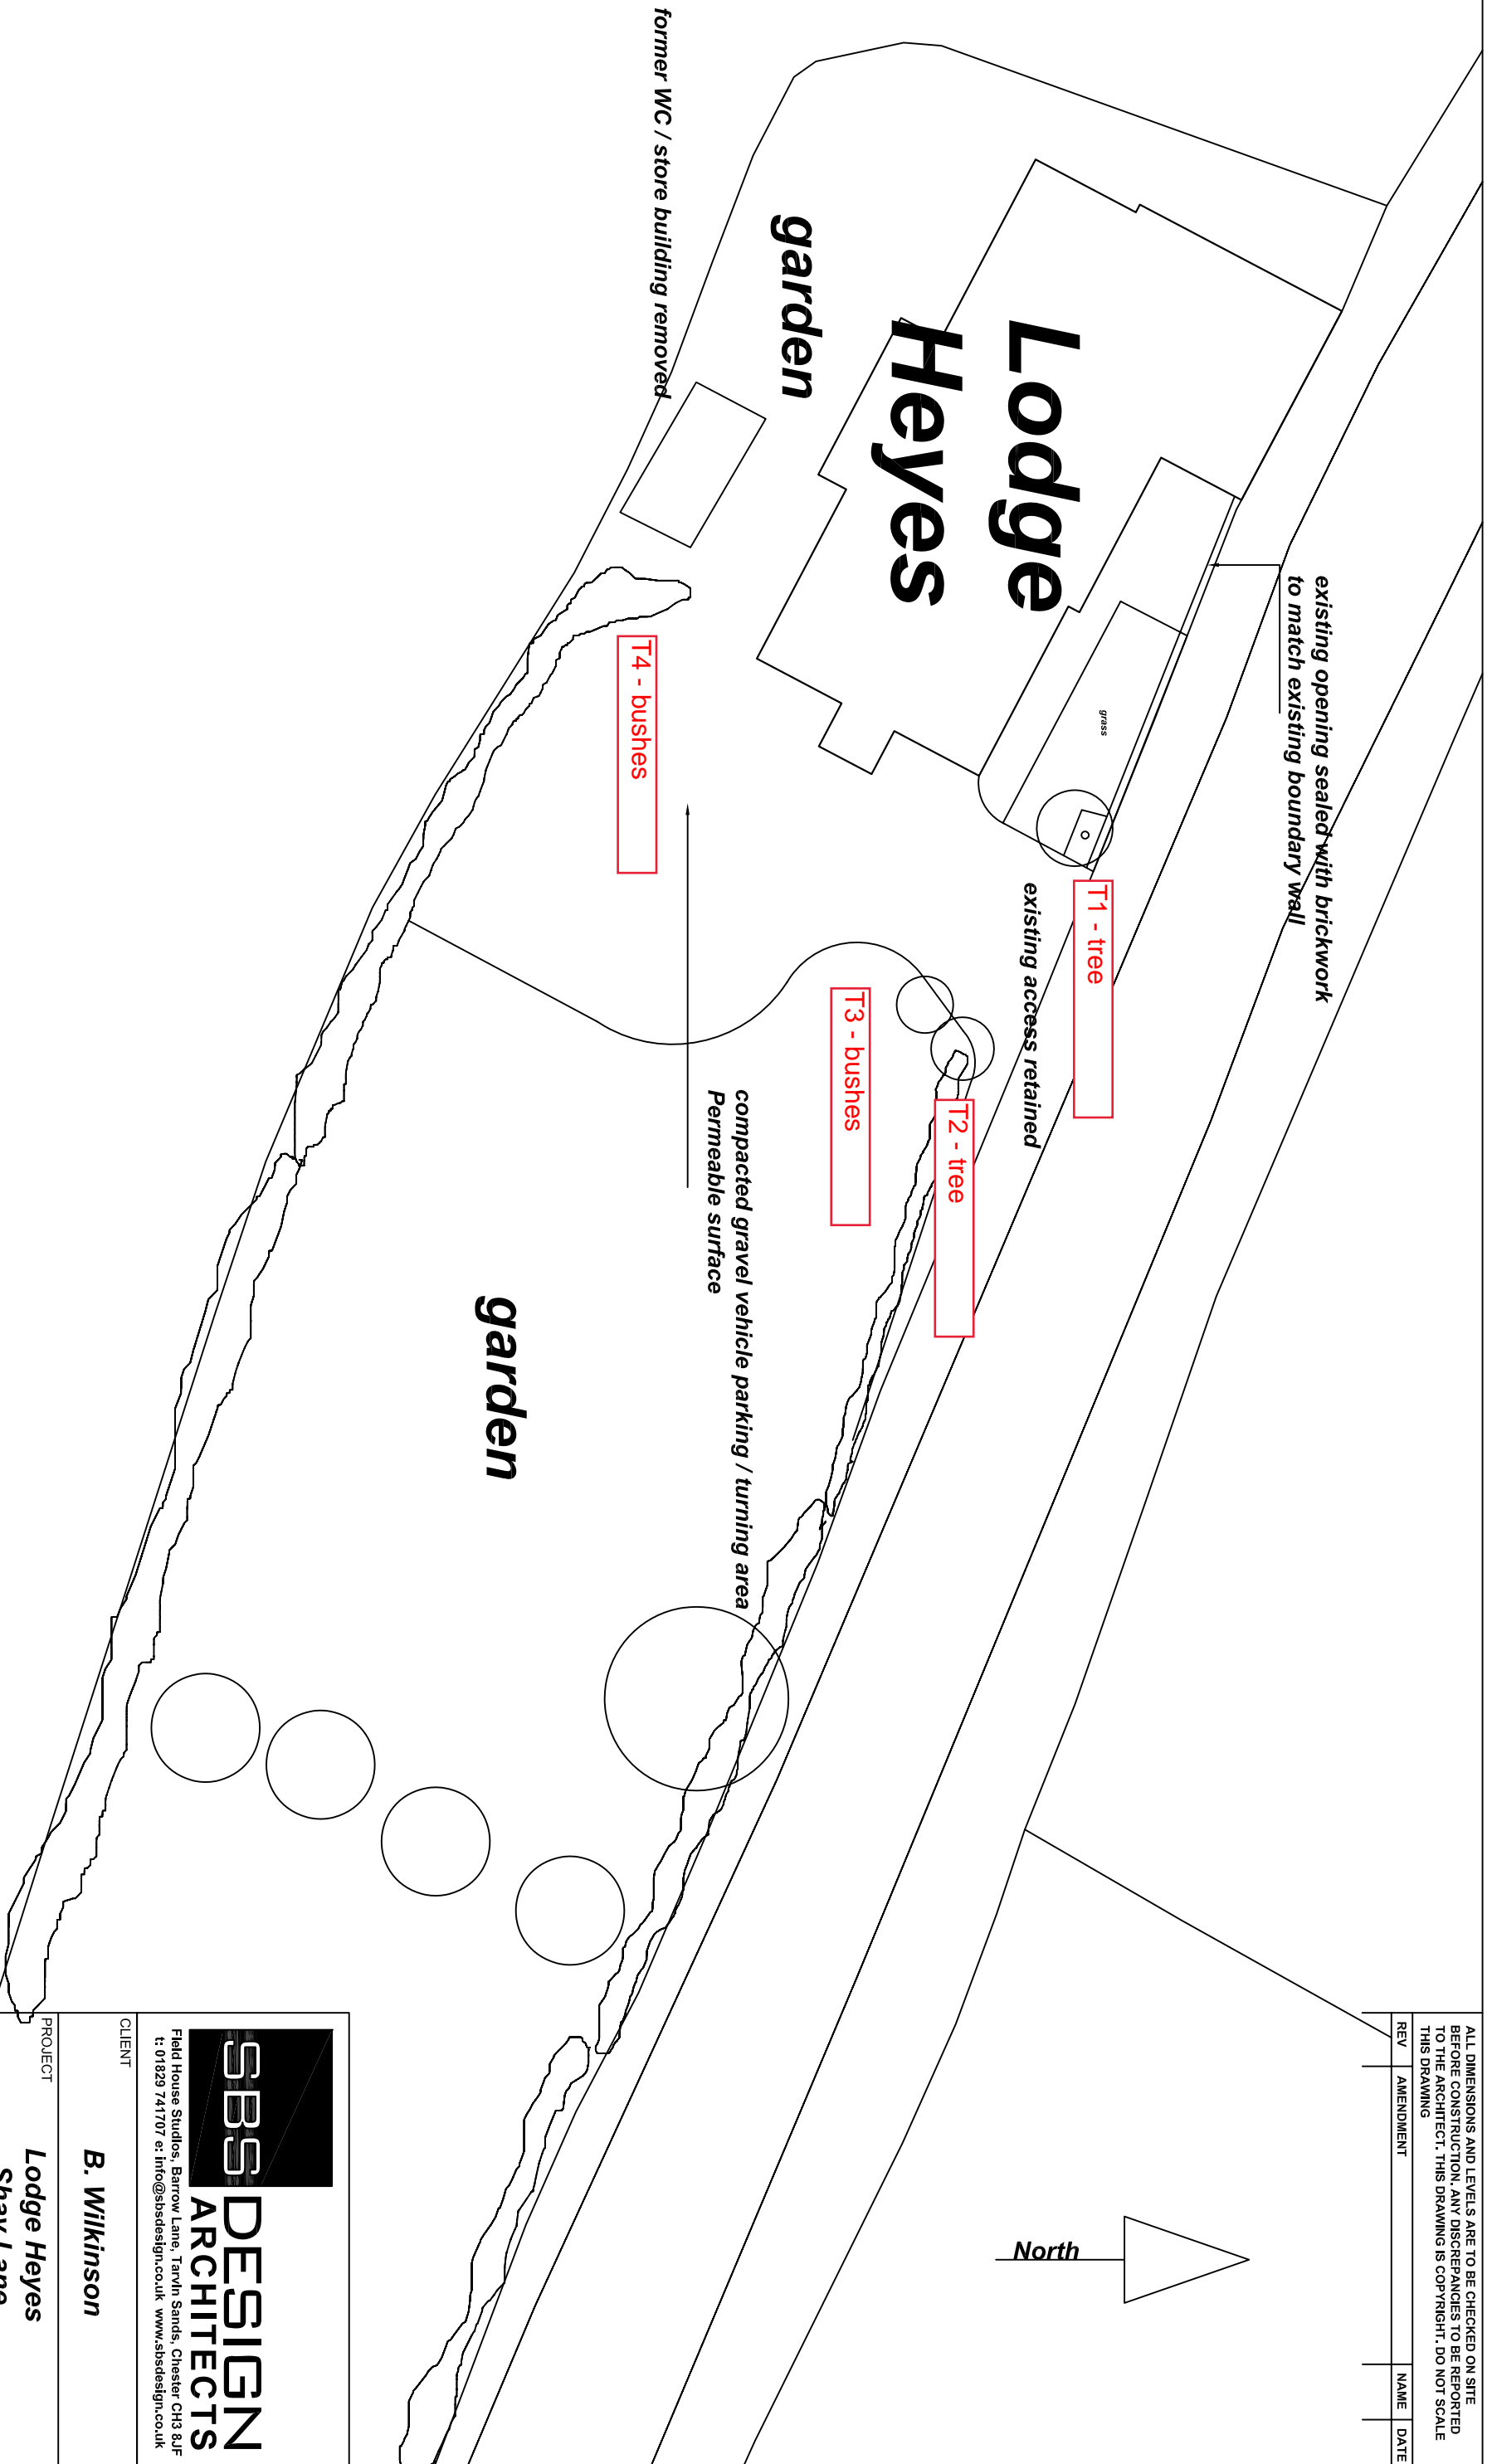 ALL DIMENSIONS AND LEVELS ARE TO BE CHECKED ON SITE
BEFORE CONSTRUCTION. ANY DISCREPANCIES TO BE REPORTED
TO THE ARCHITECT. THIS DRAWING IS COPYRIGHT. DO NOT SCALE
THIS DRAWING
REV AMENDMENT NAME DATE
existing opening sealed with brickwork
to match existing boundary wall
grass
T1 - tree
Lodge
Heyes
existing access retained
North
T2 - tree
T3 - bushes
garden
compacted gravel vehicle parking / turning area
Permeable surface
former WC / store building removed
T4 - bushes
garden
SBS DESIGN
ARCHITECTS
Field House Studios, Barrow Lane, Tarvin Sands, Chester CH3 8JF
t: 01829 741707 e: info@sbsdesign.co.uk www.sbsdesign.co.uk
CLIENT
B. Wilkinson
PROJECT
Lodge Heyes
Shay Lane